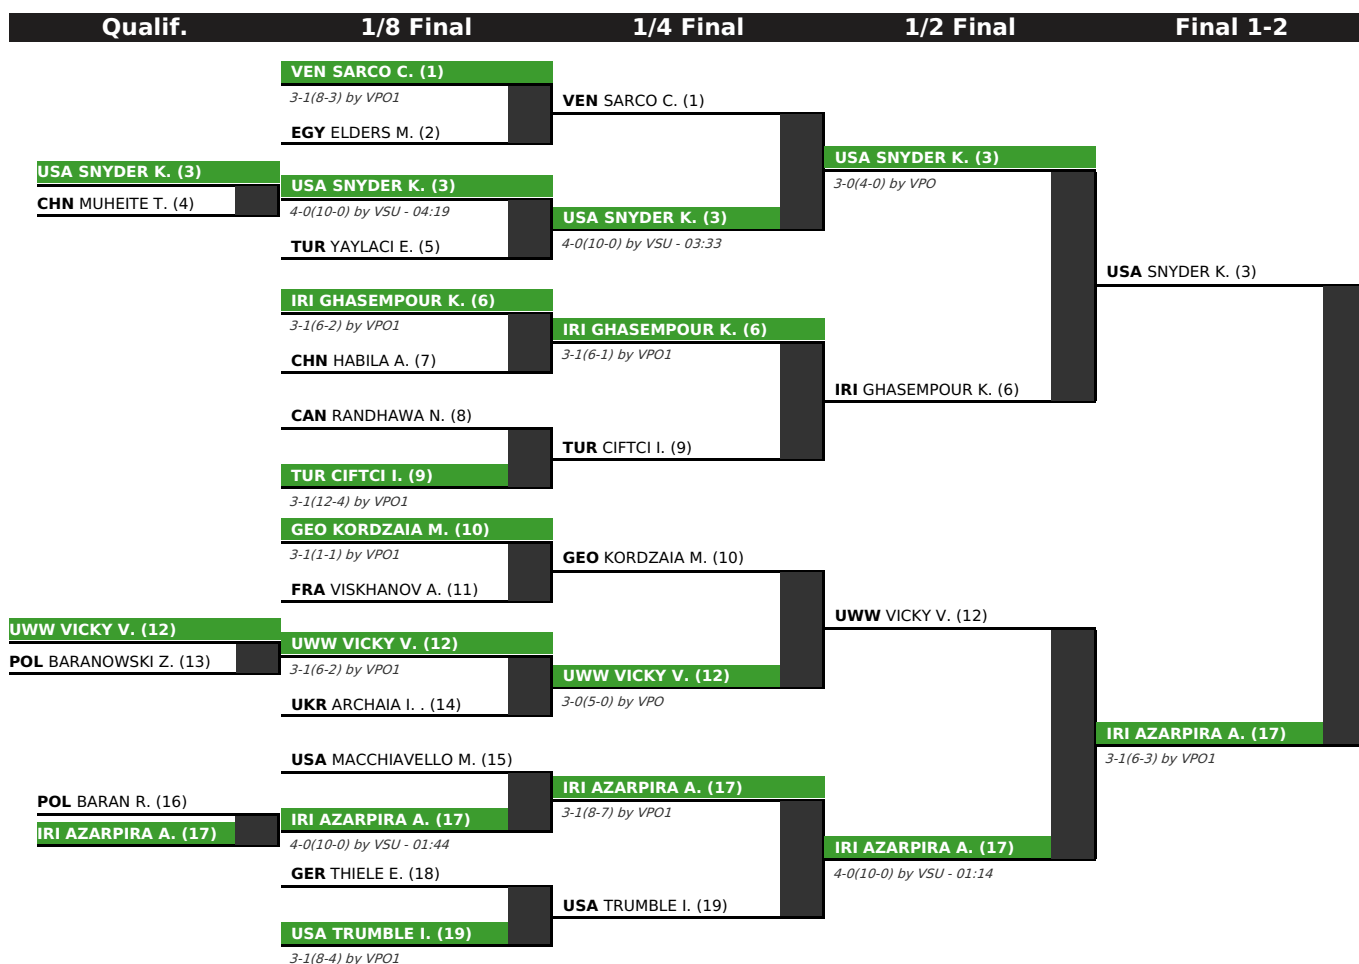 Qualif. 1/8 Final 1/4 Final 1/2 Final Final 1-2
USA SNYDER K. (3)
CHN MUHEITE T. (4)
UWW VICKY V. (12)
POL BARANOWSKI Z. (13)
POL BARAN R. (16)
IRI AZARPIRA A. (17)
VEN SARCO C. (1)
3-1(8-3) by VPO1
EGY ELDERS M. (2)
USA SNYDER K. (3)
4-0(10-0) by VSU - 04:19
TUR YAYLACI E. (5)
IRI GHASEMPOUR K. (6)
3-1(6-2) by VPO1
CHN HABILA A. (7)
CAN RANDHAWA N. (8)
TUR CIFTCI I. (9)
3-1(12-4) by VPO1
GEO KORDZAIA M. (10)
3-1(1-1) by VPO1
FRA VISKHANOV A. (11)
UWW VICKY V. (12)
3-1(6-2) by VPO1
UKR ARCHAIA I. . (14)
USA MACCHIAVELLO M. (15)
IRI AZARPIRA A. (17)
4-0(10-0) by VSU - 01:44
GER THIELE E. (18)
USA TRUMBLE I. (19)
3-1(8-4) by VPO1
VEN SARCO C. (1)
USA SNYDER K. (3)
4-0(10-0) by VSU - 03:33
IRI GHASEMPOUR K. (6)
3-1(6-1) by VPO1
TUR CIFTCI I. (9)
GEO KORDZAIA M. (10)
UWW VICKY V. (12)
3-0(5-0) by VPO
IRI AZARPIRA A. (17)
3-1(8-7) by VPO1
USA TRUMBLE I. (19)
USA SNYDER K. (3)
3-0(4-0) by VPO
IRI GHASEMPOUR K. (6)
UWW VICKY V. (12)
IRI AZARPIRA A. (17)
4-0(10-0) by VSU - 01:14
USA SNYDER K. (3)
IRI AZARPIRA A. (17)
3-1(6-3) by VPO1